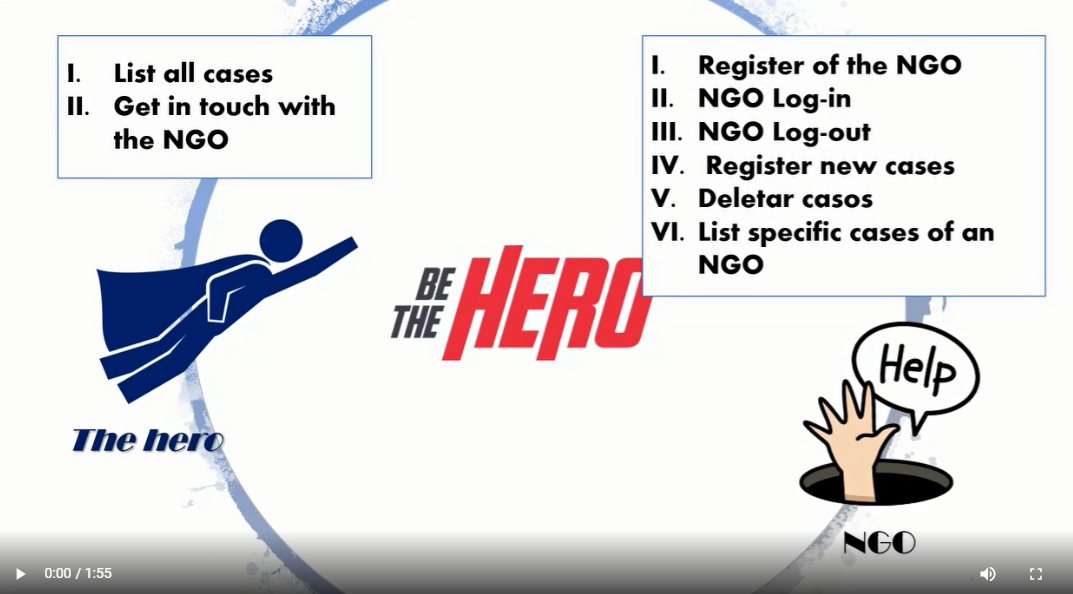 I. List all cases
II. Get in touch with
the NGO
I. Register of the NGO
II. NGO Log-in
III. NGO Log-out
IV. Register new cases
V. Deletar casos
VI. List specific cases of an
NGO
BE
THE
HERO
Help
The hero
NGO
0:00 / 1:55